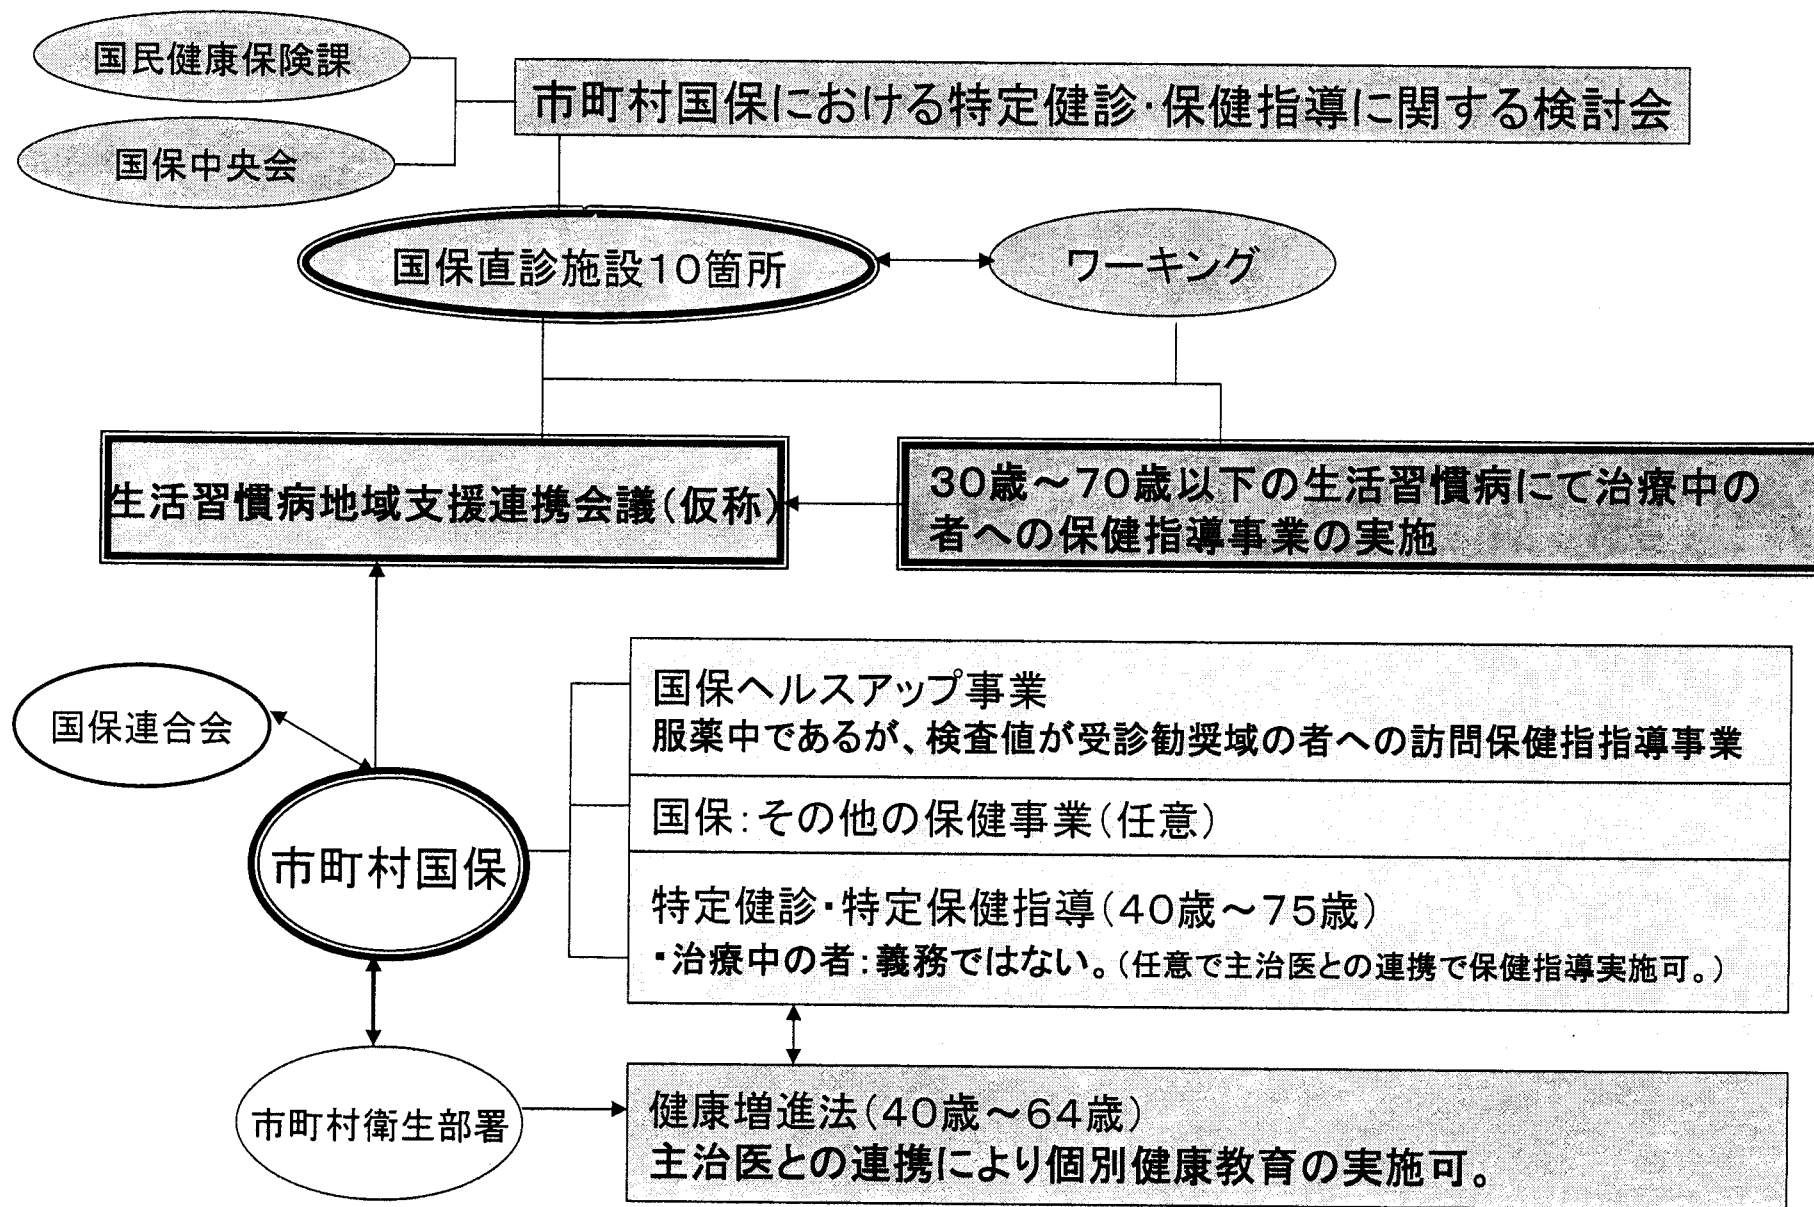 国民健康保険課
市町村国保における特定健診・保健指導に関する検討会
国保中央会
国保直診施設10箇所
ワーキング
生活習慣病地域支援連携会議(仮称)
30歳～70歳以下の生活習慣病にて治療中の
者への保健指導事業の実施
国保連合会
市町村国保
国保ヘルスアップ事業
服薬中であるが、検査値が受診勧奨域の者への訪問保健指指導事業
国保:その他の保健事業(任意)
特定健診・特定保健指導(40歳～75歳)
・治療中の者:義務ではない。(任意で主治医との連携で保健指導実施可。)
市町村衛生部署
健康増進法(40歳～64歳)
主治医との連携により個別健康教育の実施可。